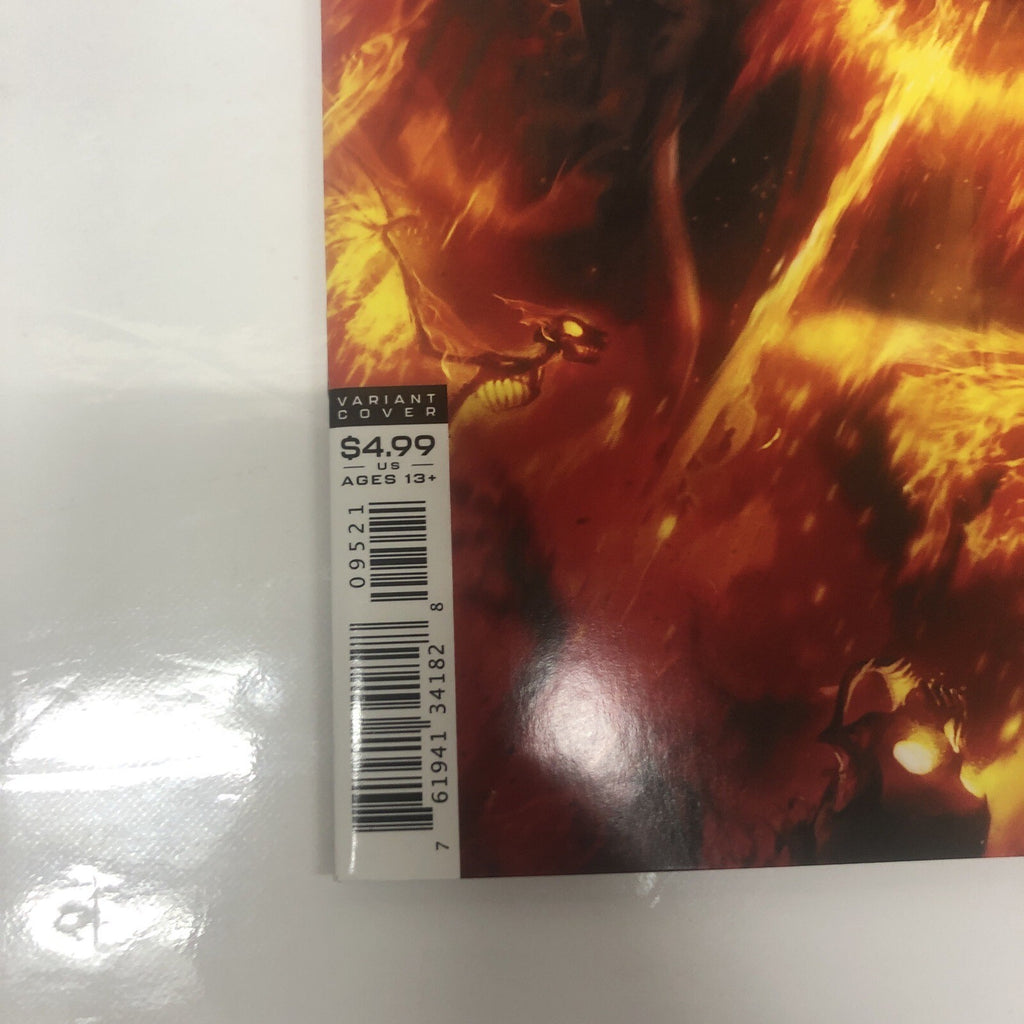 VARIANT
COVER
$4.99
US
AGES 13+
09521
7 61941 34182 8